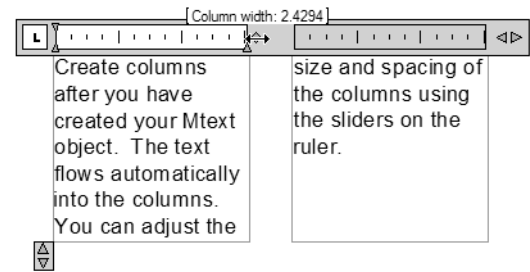 [Column width: 2.4294]
L
Create columns
after you have
created your Mtext
object.  The text
flows automatically
into the columns.
You can adjust the
size and spacing of
the columns using
the sliders on the
ruler.